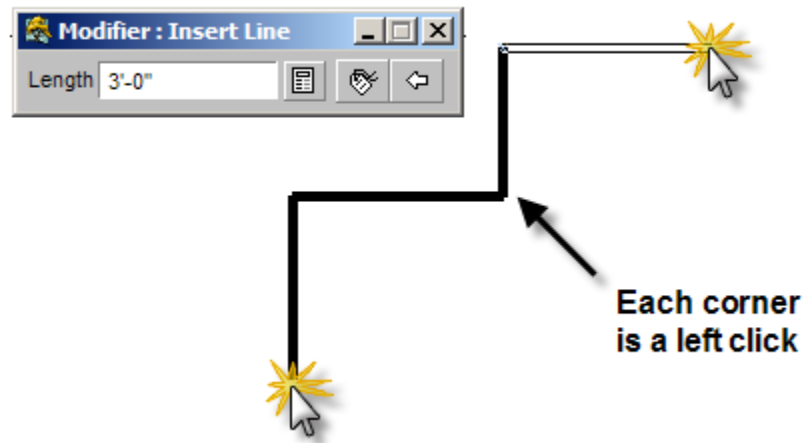 Modifier : Insert Line
Length 3'-0"
Each corner
is a left click